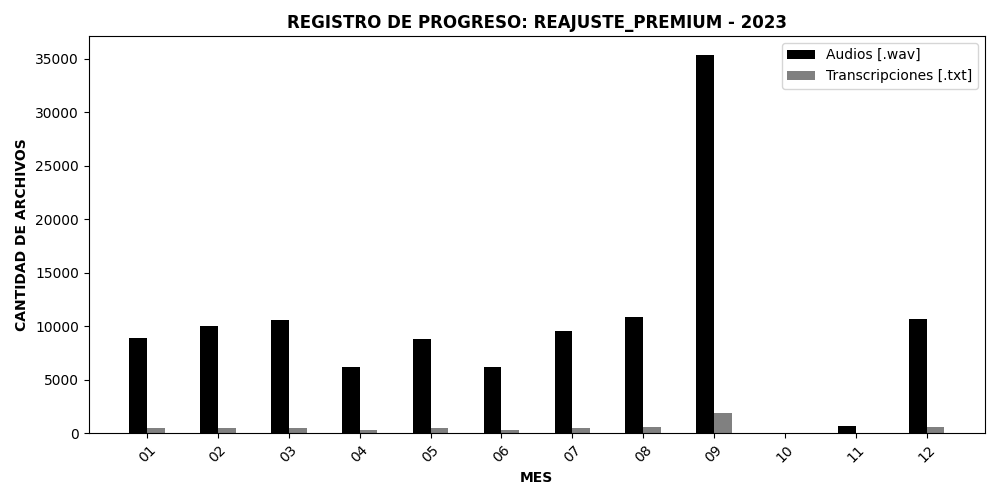 REGISTRO DE PROGRESO: REAJUSTE_PREMIUM - 2023
Audios [.wav]
Transcripciones [.txt]
CANTIDAD DE ARCHIVOS
35000
30000
25000
20000
15000
10000
5000
0
01 02 03 04 05 06 07 08 09 10 11 12
MES